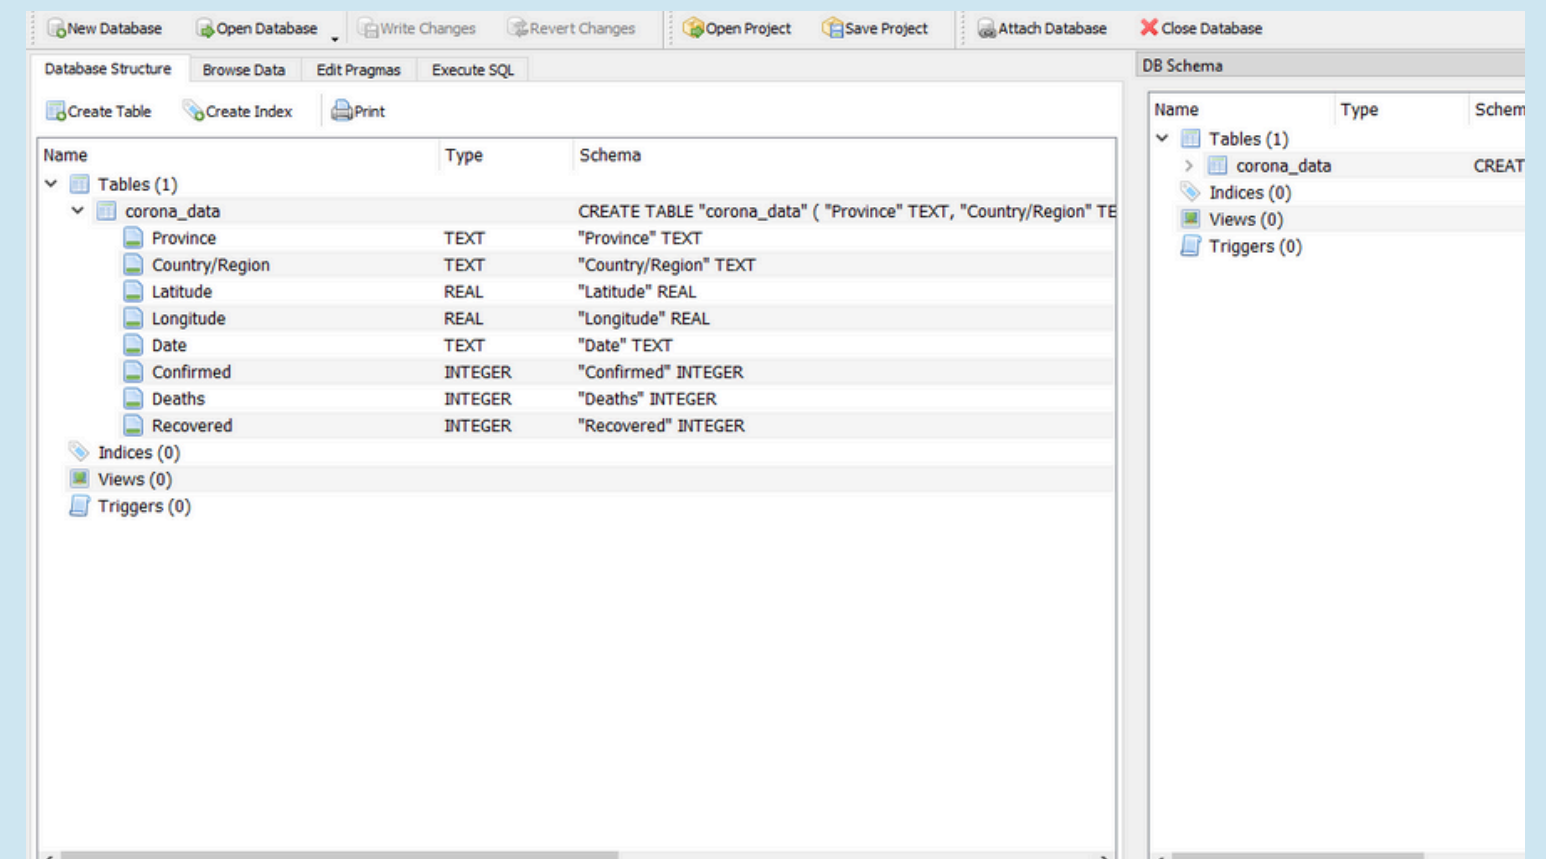 New Database Open Database Write Changes Revert Changes Open Project Save Project Attach Database Close Database
Database Structure Browse Data Edit Pragmas Execute SQL
Create Table Create Index Print
Name Type Schema
Tables (1)
corona_data CREATE TABLE "corona_data" ( "Province" TEXT, "Country/Region" TE
Province TEXT "Province" TEXT
Country/Region TEXT "Country/Region" TEXT
Latitude REAL "Latitude" REAL
Longitude REAL "Longitude" REAL
Date TEXT "Date" TEXT
Confirmed INTEGER "Confirmed" INTEGER
Deaths INTEGER "Deaths" INTEGER
Recovered INTEGER "Recovered" INTEGER
Indices (0)
Views (0)
Triggers (0)
DB Schema
Name Type Schem
Tables (1)
corona_data CREAT
Indices (0)
Views (0)
Triggers (0)